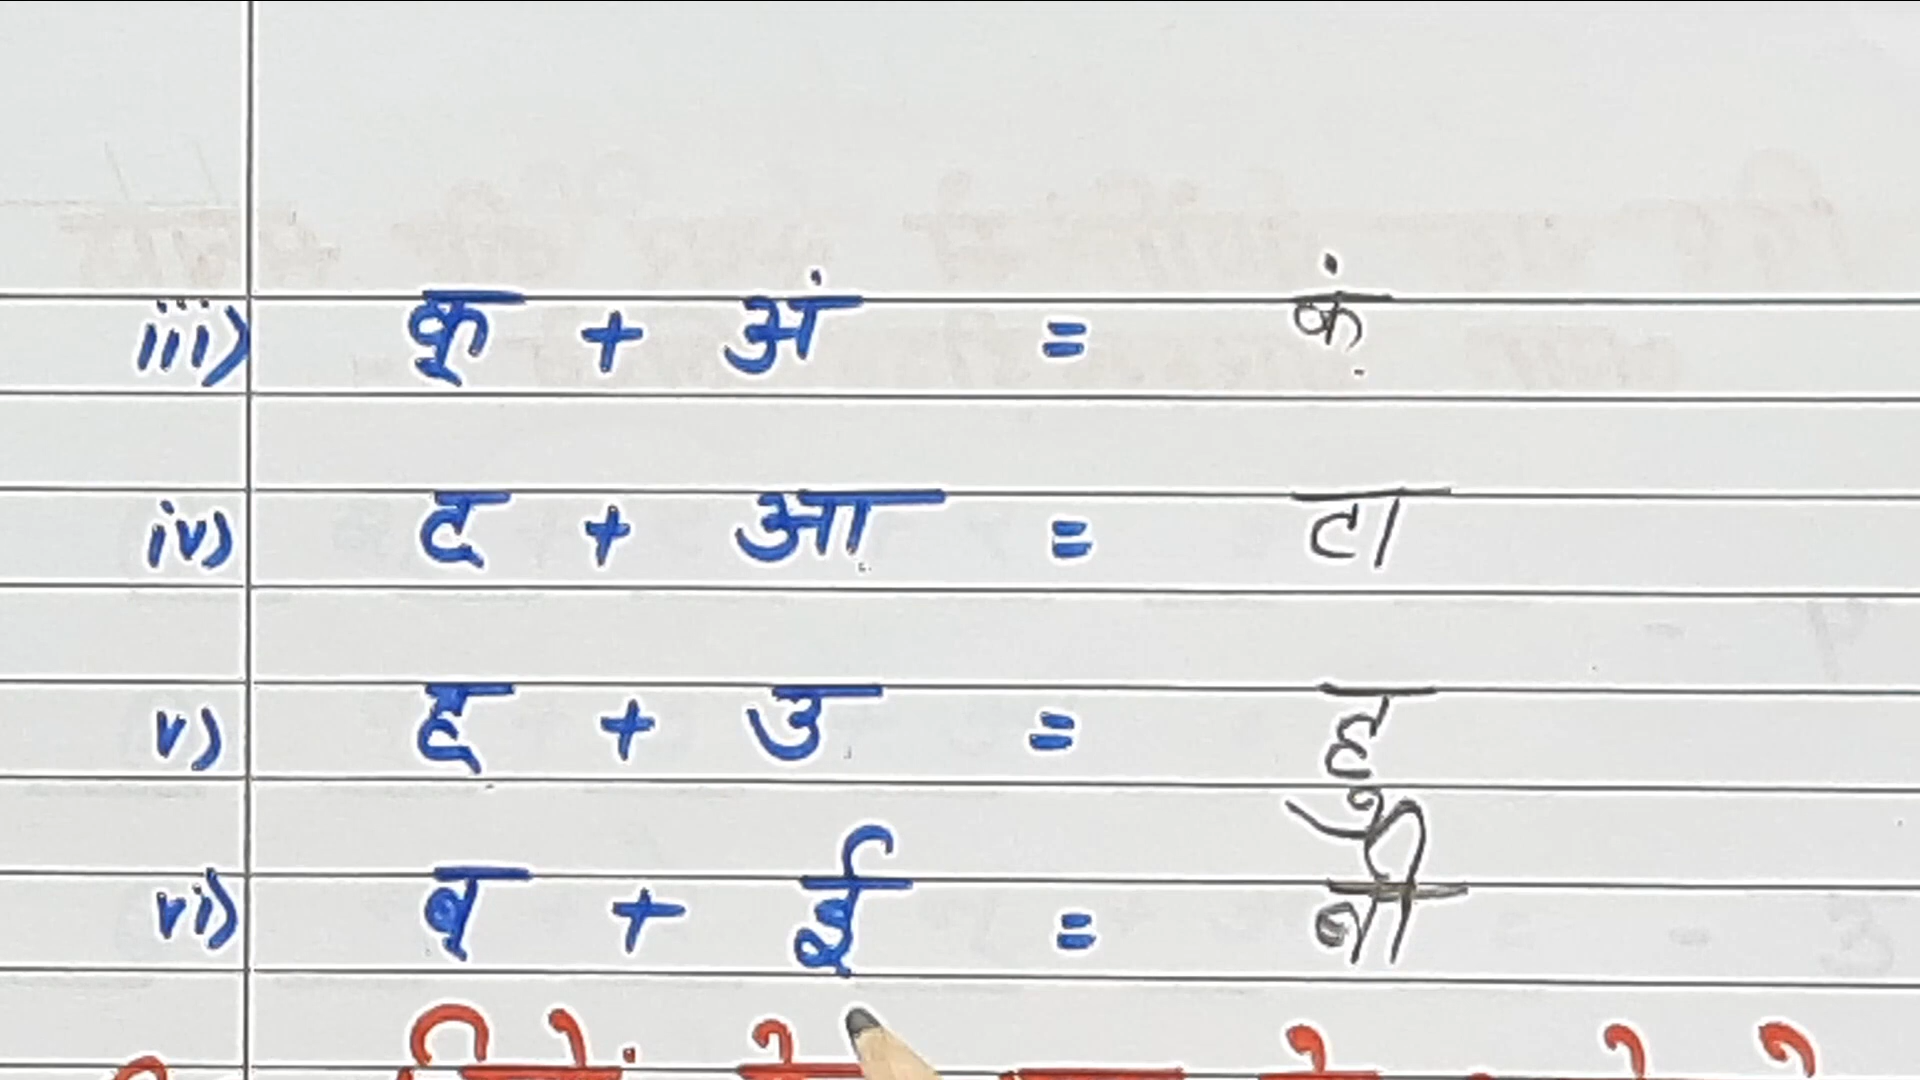 iii) क् + अं = कं
iv) द् + आ = दा
v) ह् + उ = हु
vi) ब् + ई = बी